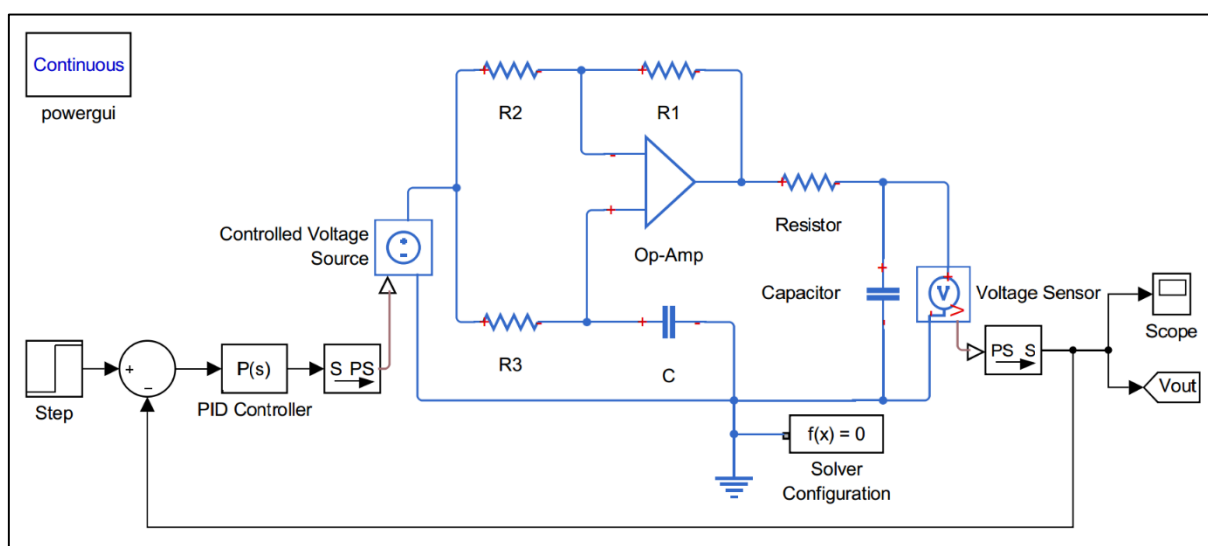 Continuous
powergui
R2
R1
Controlled Voltage
Source
Op-Amp
Resistor
Capacitor
V
Voltage Sensor
Scope
Step
P(s)
PID Controller
S PS
R3
C
PS S
Vout
f(x) = 0
Solver
Configuration